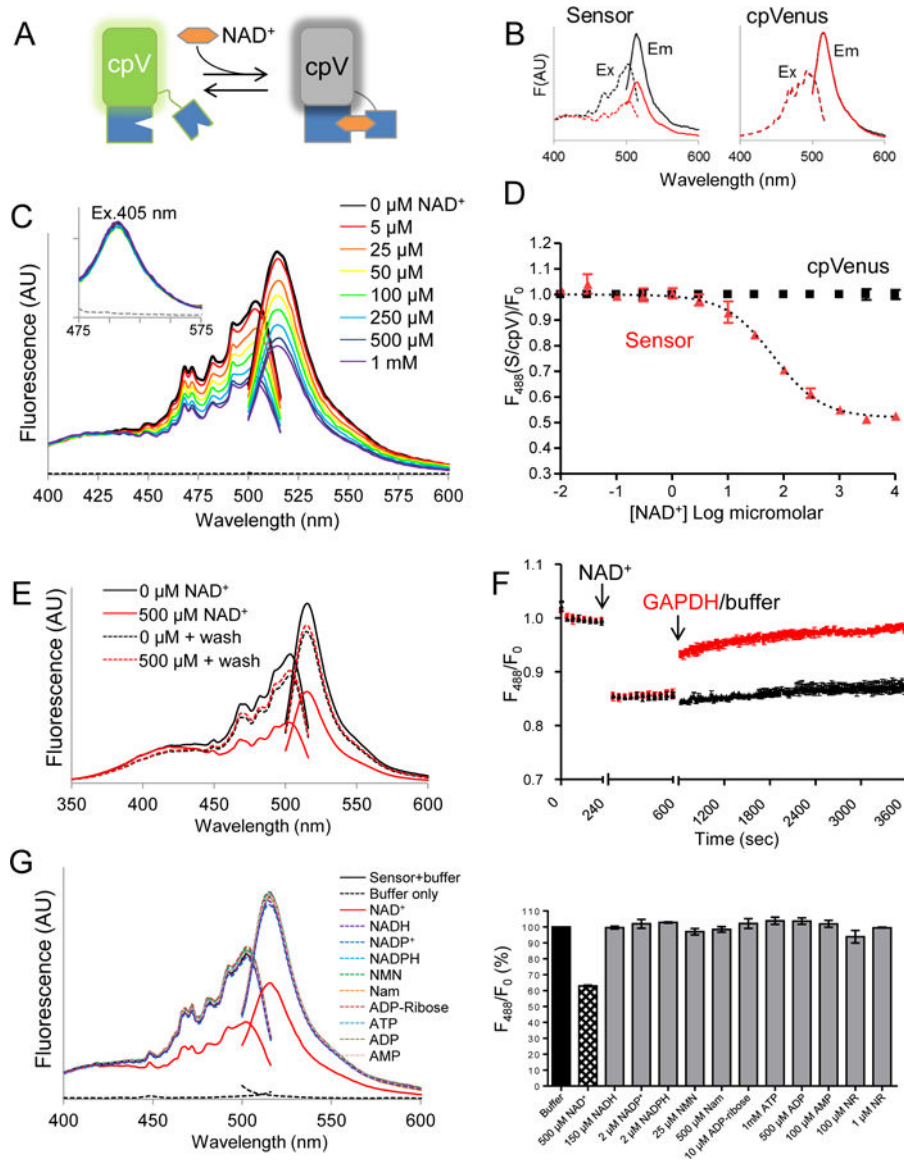 A
cpV
NAD⁺
cpV
B
Sensor
cpVenus
F(AU)
Ex
Em
Ex
Em
400 500 600
400 500 600
Wavelength (nm)
C
Ex.405 nm
475 575
0 µM NAD⁺
5 µM
25 µM
50 µM
100 µM
250 µM
500 µM
1 mM
Fluorescence (AU)
400 425 450 475 500 525 550 575 600
Wavelength (nm)
D
cpVenus
Sensor
F₄₈₈(S/cpV)/F₀
1.2
1.1
1.0
0.9
0.8
0.7
0.6
0.5
0.4
0.3
-2 -1 0 1 2 3 4
[NAD⁺] Log micromolar
E
0 µM NAD⁺
500 µM NAD⁺
0 µM + wash
500 µM + wash
Fluorescence (AU)
350 400 450 500 550 600
Wavelength (nm)
F
NAD⁺
GAPDH/buffer
F₄₈₈/F₀
1.1
1.0
0.9
0.8
0.7
0 240 600 1200 1800 2400 3000 3600
Time (sec)
G
Sensor+buffer
Buffer only
NAD⁺
NADH
NADP⁺
NADPH
NMN
Nam
ADP-Ribose
ATP
ADP
AMP
Fluorescence (AU)
400 450 500 550 600
Wavelength (nm)
F₄₈₈/F₀ (%)
110
100
90
80
70
60
50
40
30
20
10
0
Buffer
500 µM NAD⁺
150 µM NADH
2 µM NADP⁺
2 µM NADPH
25 µM NMN
500 µM Nam
10 µM ADP-ribose
1mM ATP
500 µM ADP
100 µM AMP
100 µM NR
1 µM NR